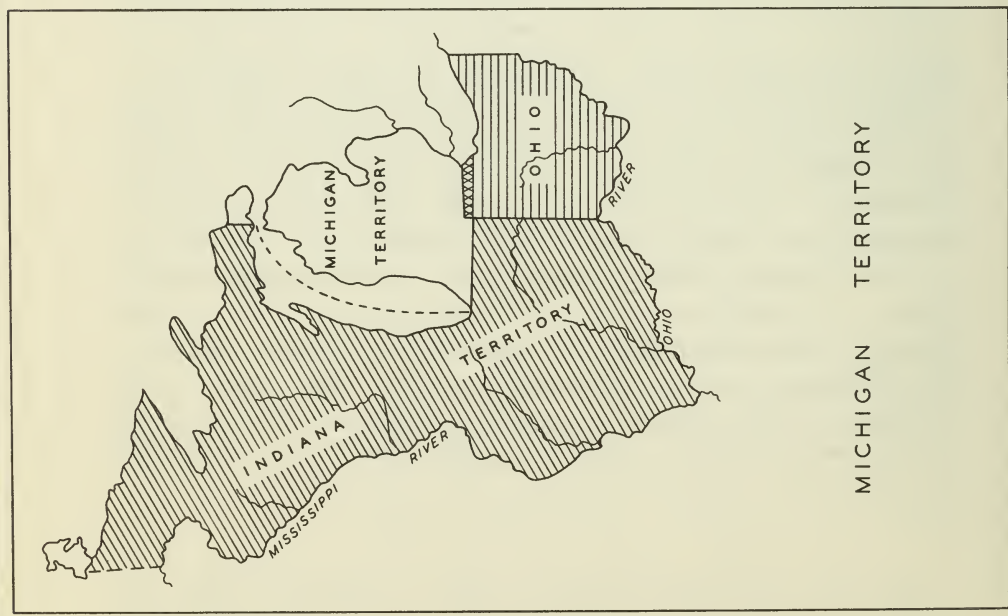 MICHIGAN
TERRITORY
OHIO
RIVER
OHIO
TERRITORY
INDIANA
RIVER
MISSISSIPPI
MICHIGAN TERRITORY